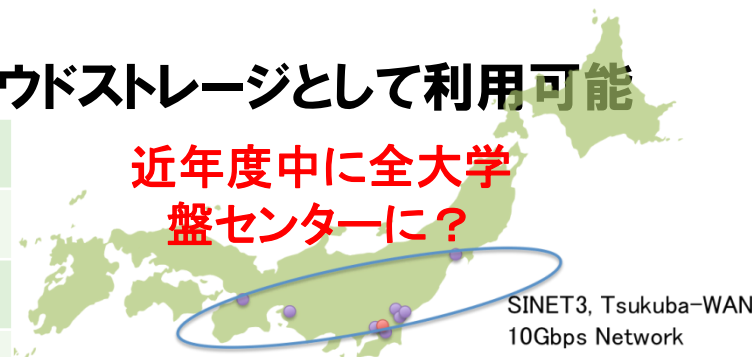 ウドストレージとして利用可能
近年度中に全大学
盤センターに？
SINET3, Tsukuba-WAN
10Gbps Network